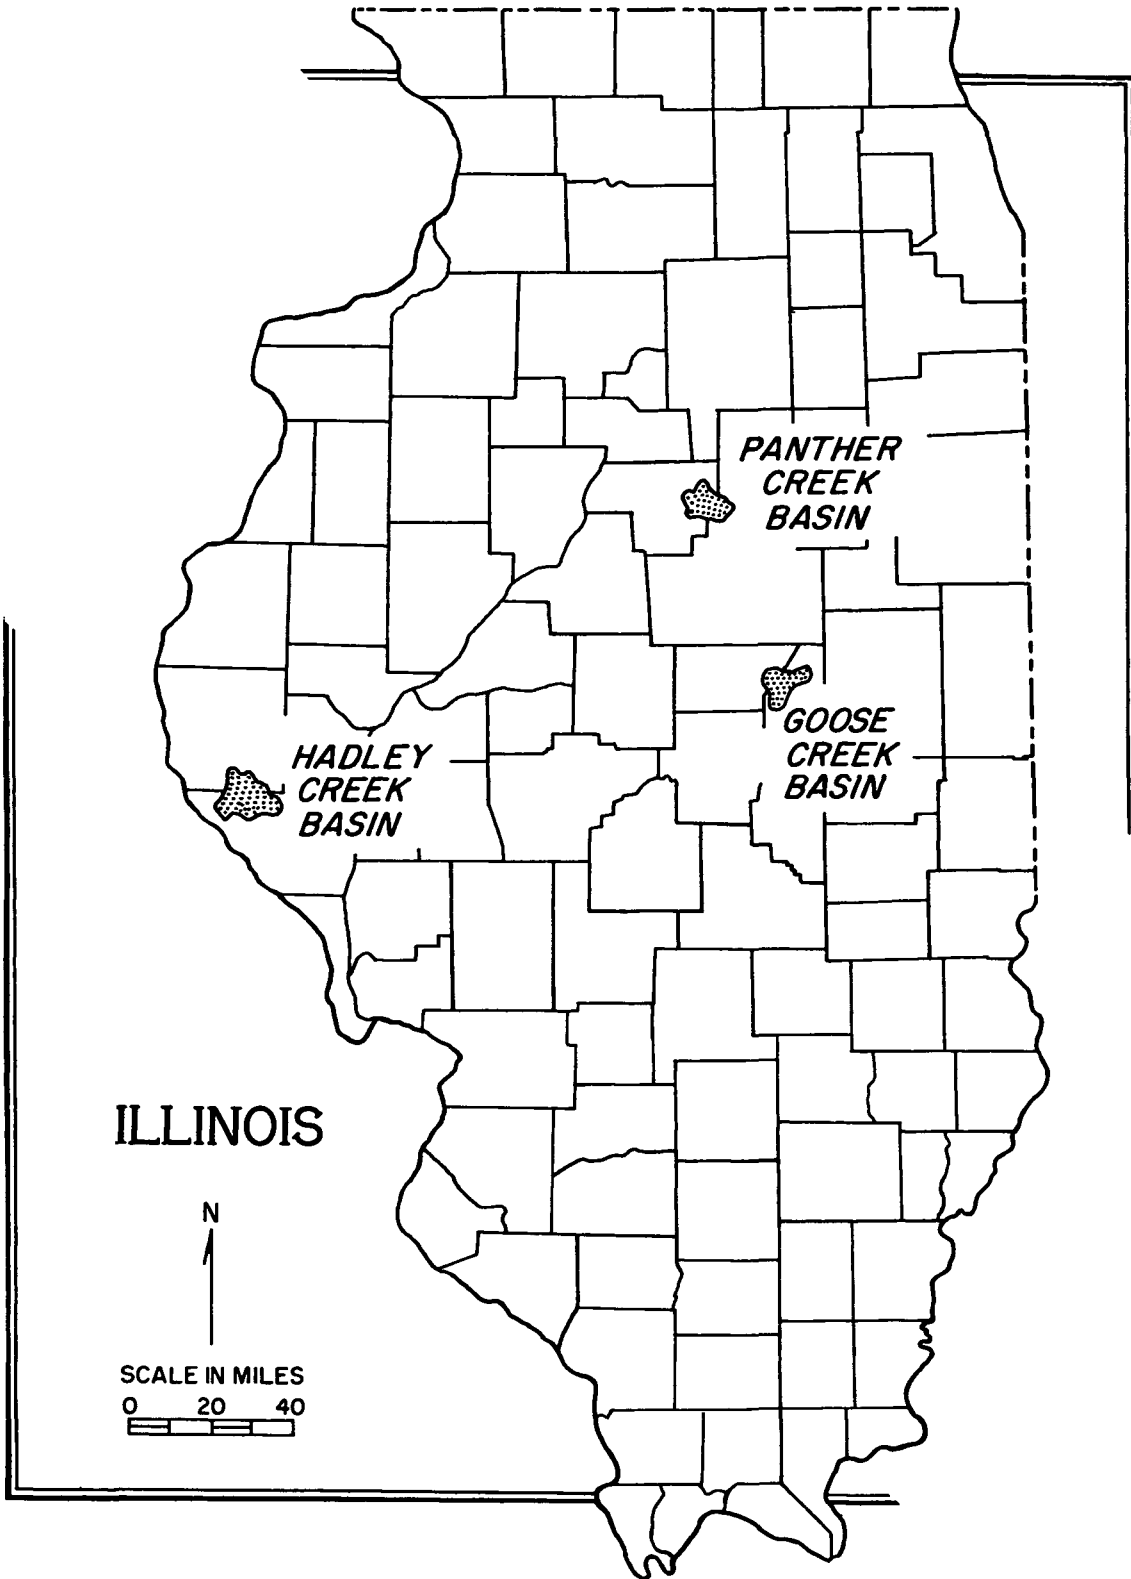 PANTHER
CREEK
BASIN
GOOSE
CREEK
BASIN
HADLEY
CREEK
BASIN
ILLINOIS
N
SCALE IN MILES
0 20 40